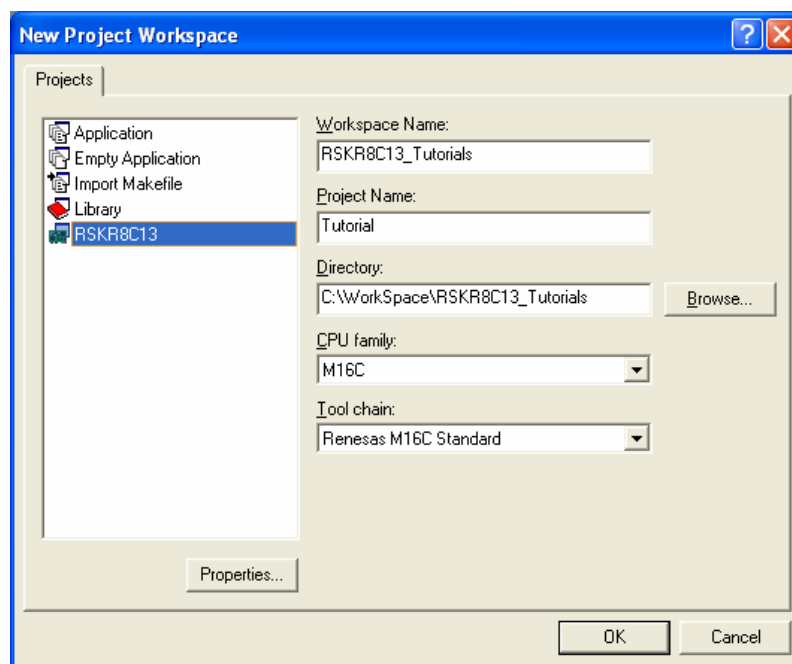 New Project Workspace
Projects
Application
Empty Application
Import Makefile
Library
RSKR8C13
Workspace Name:
RSKR8C13_Tutorials
Project Name:
Tutorial
Directory:
C:\WorkSpace\RSKR8C13_Tutorials
Browse...
CPU family:
M16C
Tool chain:
Renesas M16C Standard
Properties...
OK
Cancel